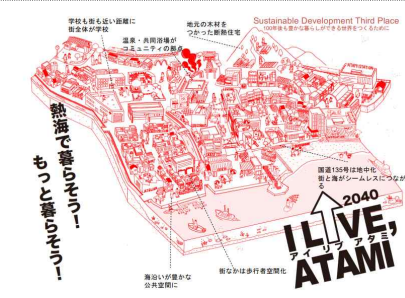 学校も街も近い距離に
街全体が学校
温泉・共同浴場が
コミュニティの拠点
地元の木材を
つかった断熱住宅
Sustainable Development Third Place
100年後も豊かな暮らしができる世界をつくるために
熱海で暮らそう!
もっと暮らそう!
国道135号は地中化
街と海がシームレスにつなが
る
2040
I LIVE,
アイ リブ アタミ
ATAMI
海沿いが豊かな
公共空間に
街なかは歩行者空間化